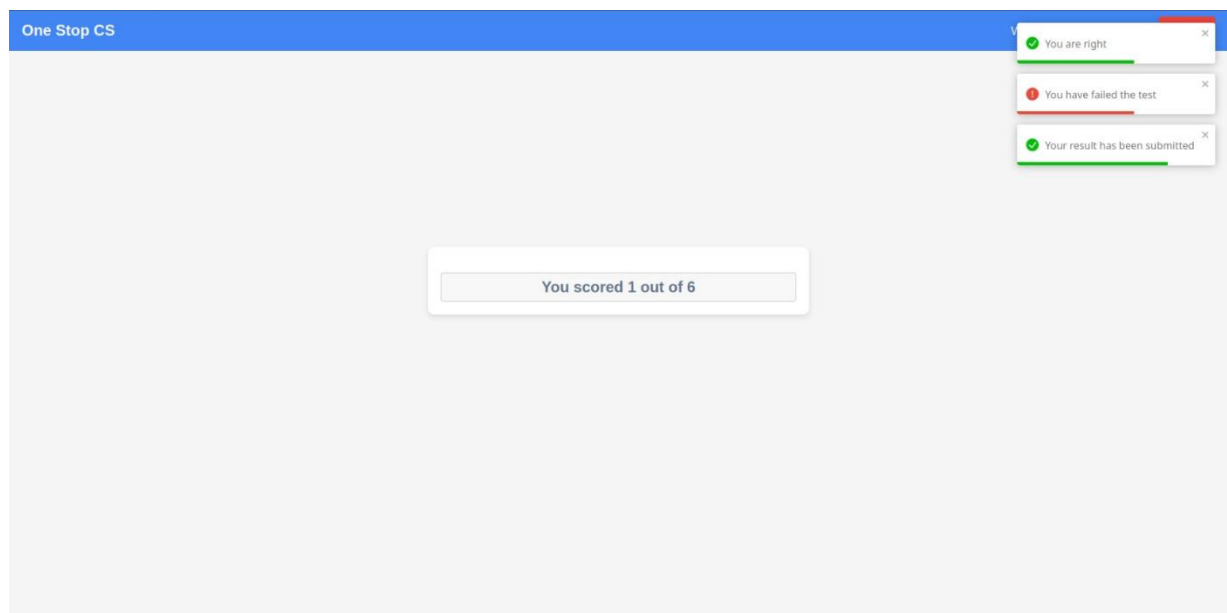 One Stop CS
You are right
You have failed the test
Your result has been submitted
You scored 1 out of 6